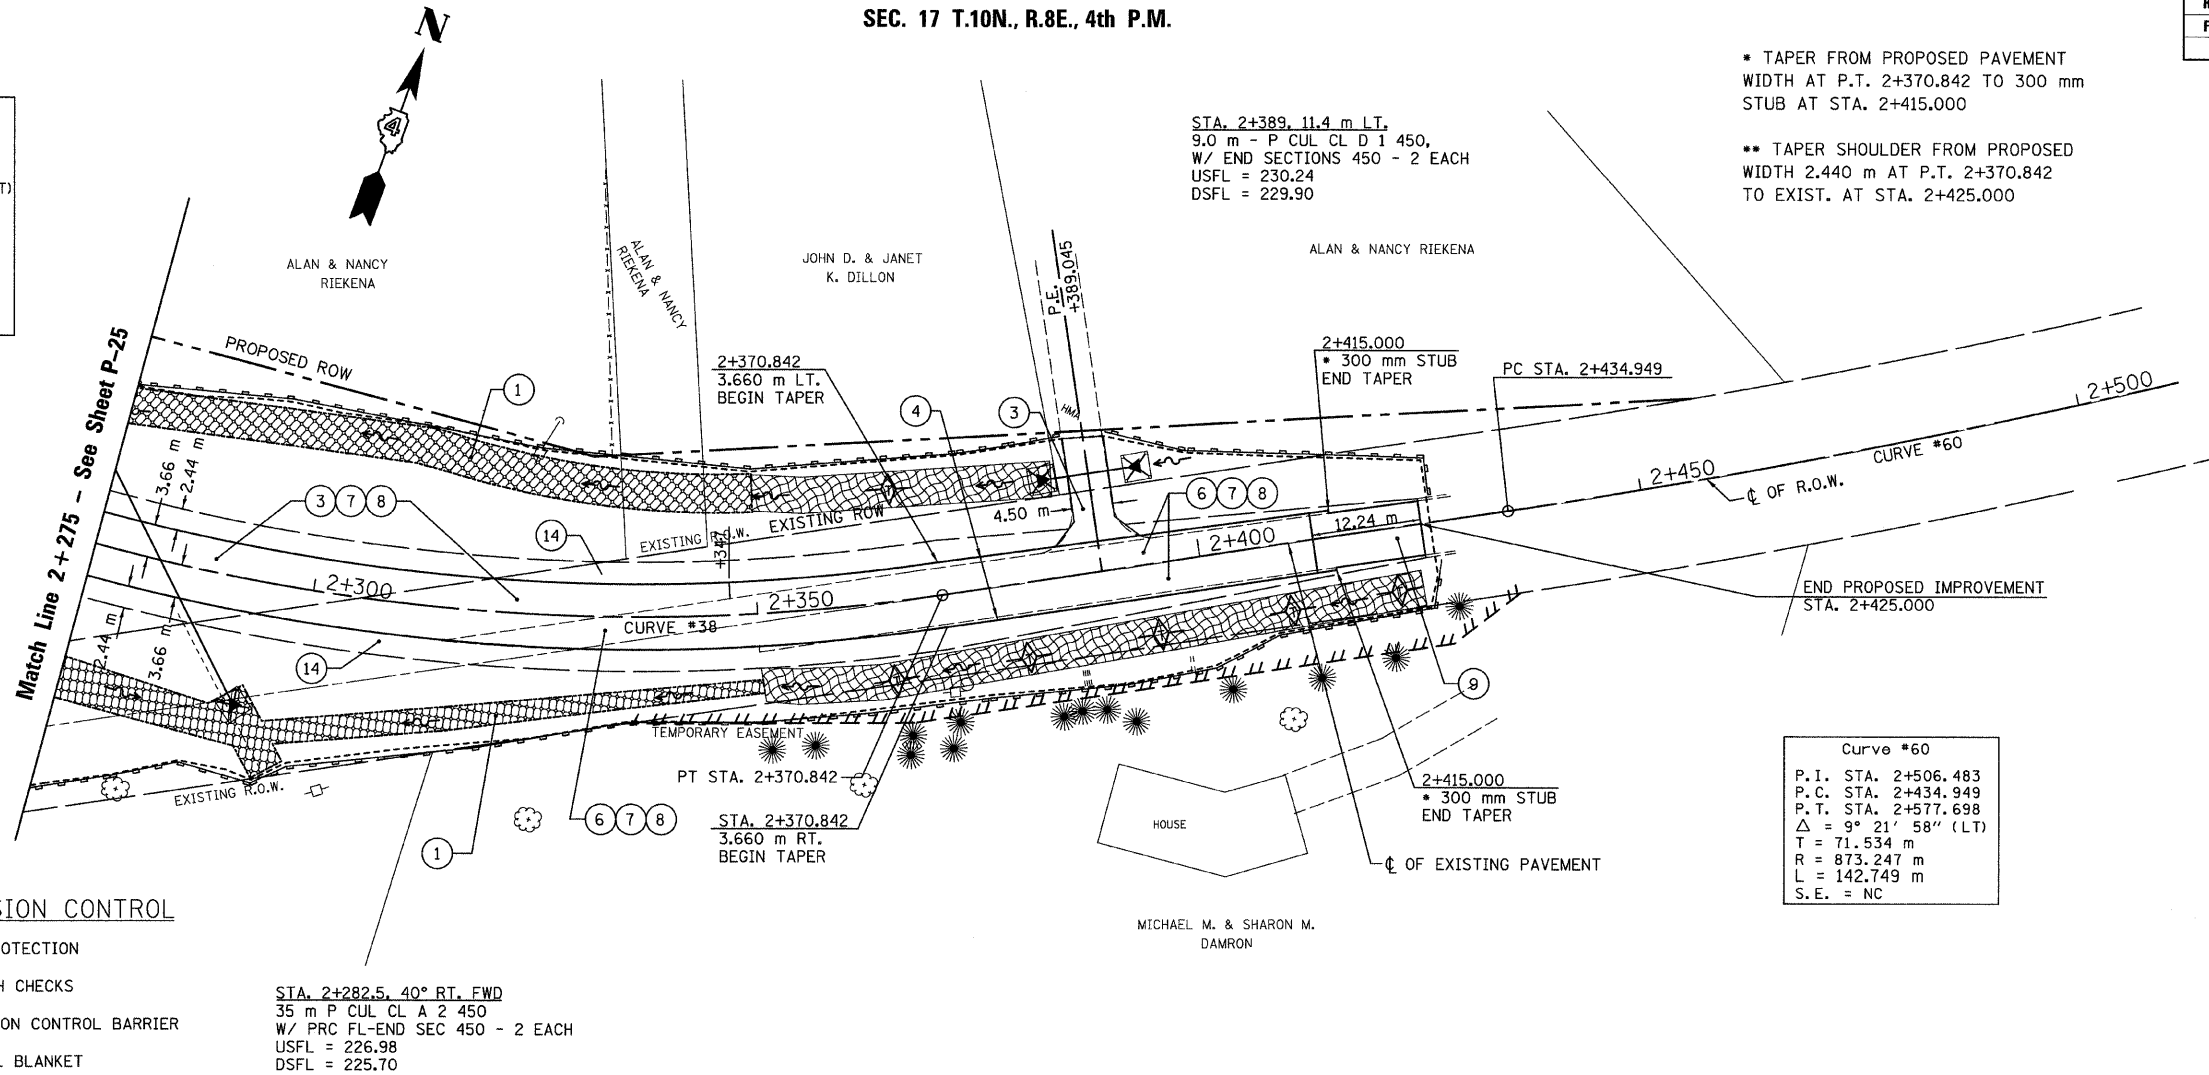 SEC. 17 T.10N., R.8E., 4th P.M.
N
4
T)
* TAPER FROM PROPOSED PAVEMENT
WIDTH AT P.T. 2+370.842 TO 300 mm
STUB AT STA. 2+415.000
** TAPER SHOULDER FROM PROPOSED
WIDTH 2.440 m AT P.T. 2+370.842
TO EXIST. AT STA. 2+425.000
STA. 2+389, 11.4 m LT.
9.0 m - P CUL CL D 1 450,
W/ END SECTIONS 450 - 2 EACH
USFL = 230.24
DSFL = 229.90
ALAN & NANCY
RIEKENA
ALAN & NANCY
RIEKENA
JOHN D. & JANET
K. DILLON
ALAN & NANCY RIEKENA
P.E.
+389.045
Match Line 2+275 - See Sheet P-25
PROPOSED ROW
2+370.842
3.660 m LT.
BEGIN TAPER
2+415.000
* 300 mm STUB
END TAPER
PC STA. 2+434.949
1
4
3
HMA
2+500
CURVE #60
2+450
℄ OF R.O.W.
3.66 m
2.44 m
3 7 8
14
EXISTING R.O.W.
EXISTING ROW
4.50 m
6 7 8
12.24 m
2+400
2+300
2+350
CURVE #38
14
2.44 m
3.66 m
END PROPOSED IMPROVEMENT
STA. 2+425.000
9
TEMPORARY EASEMENT
PT STA. 2+370.842
EXISTING R.O.W.
6 7 8
1
STA. 2+370.842
3.660 m RT.
BEGIN TAPER
HOUSE
2+415.000
* 300 mm STUB
END TAPER
℄ OF EXISTING PAVEMENT
Curve #60
P.I. STA. 2+506.483
P.C. STA. 2+434.949
P.T. STA. 2+577.698
△ = 9° 21' 58" (LT)
T = 71.534 m
R = 873.247 m
L = 142.749 m
S.E. = NC
MICHAEL M. & SHARON M.
DAMRON
SION CONTROL
OTECTION
H CHECKS
ON CONTROL BARRIER
L BLANKET
STA. 2+282.5, 40° RT. FWD
35 m P CUL CL A 2 450
W/ PRC FL-END SEC 450 - 2 EACH
USFL = 226.98
DSFL = 225.70